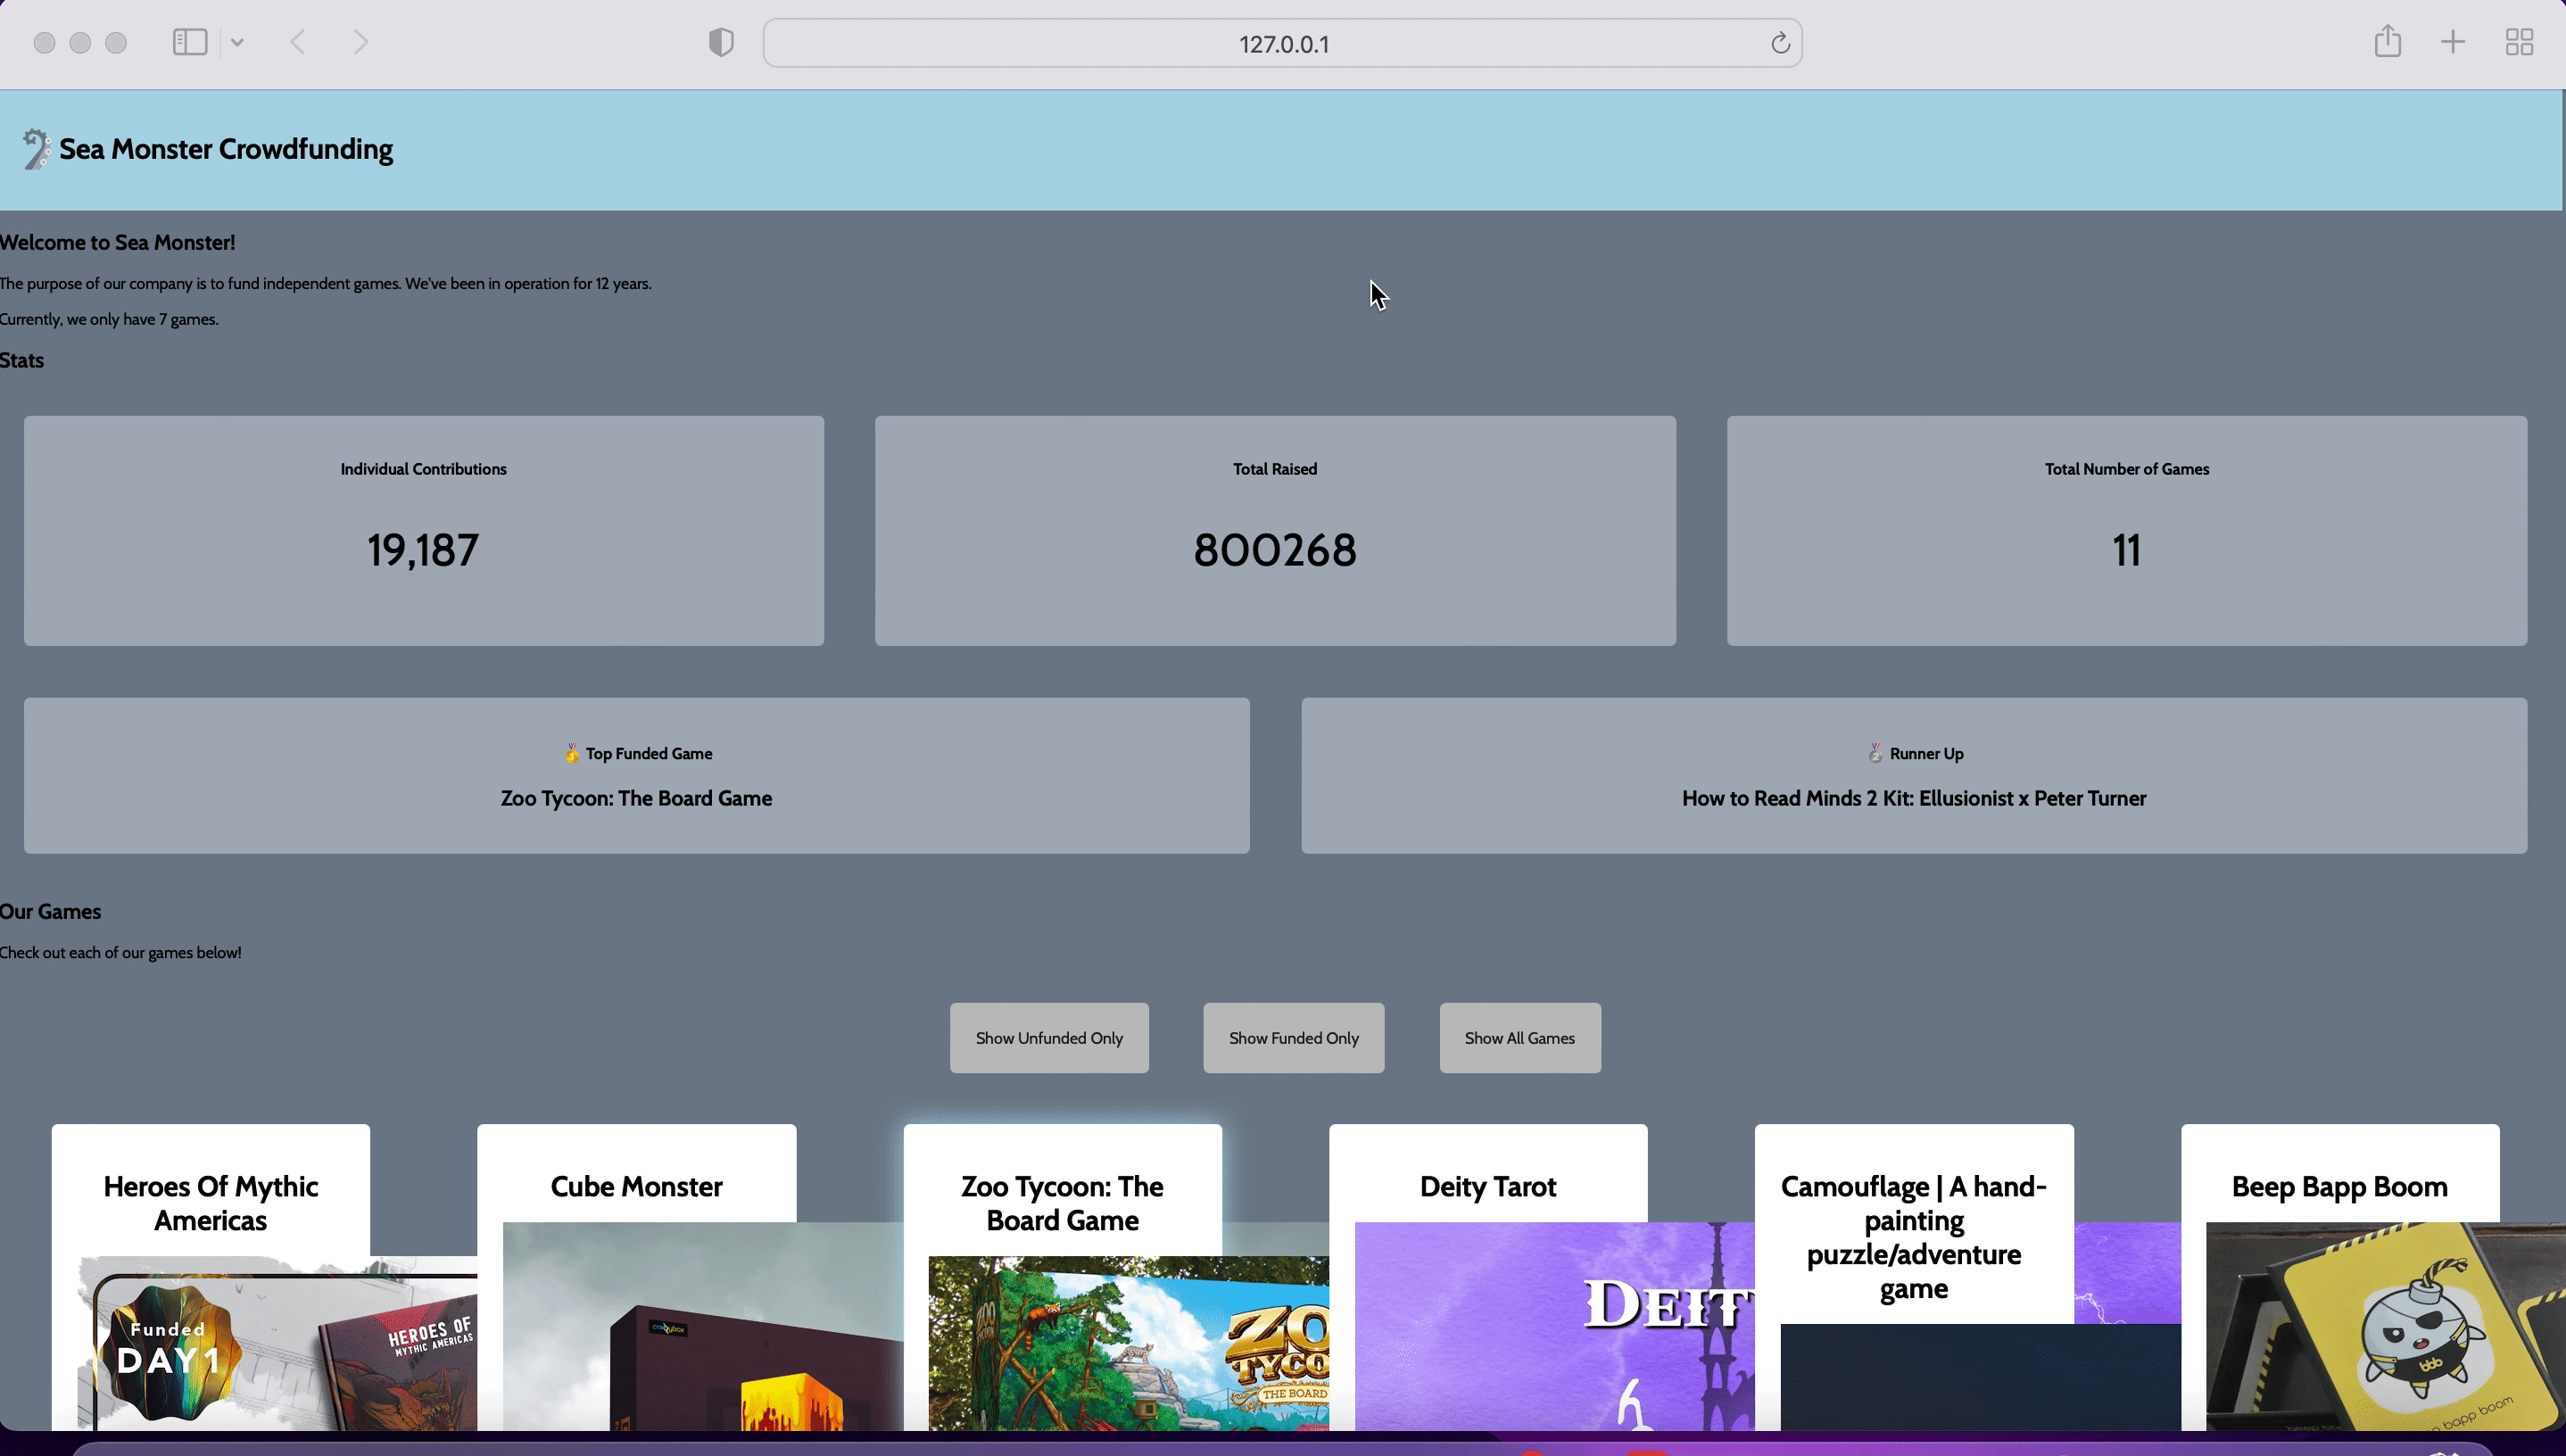 127.0.0.1
Sea Monster Crowdfunding
Welcome to Sea Monster!
The purpose of our company is to fund independent games. We've been in operation for 12 years.
Currently, we only have 7 games.
Stats
Individual Contributions
19,187
Total Raised
800268
Total Number of Games
11
🥇 Top Funded Game
Zoo Tycoon: The Board Game
🥈 Runner Up
How to Read Minds 2 Kit: Ellusionist x Peter Turner
Our Games
Check out each of our games below!
Show Unfunded Only
Show Funded Only
Show All Games
Heroes Of Mythic
Americas
Funded
DAY 1
HEROES OF
MYTHIC AMERICAS
Cube Monster
crazybox
Zoo Tycoon: The
Board Game
ZOO
TYCO
THE BOARD
Deity Tarot
DEIT
Camouflage | A hand-
painting
puzzle/adventure
game
Beep Bapp Boom
bbb
bapp boom